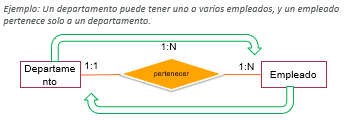 Ejemplo: Un departamento puede tener uno o varios empleados, y un empleado
pertenece solo a un departamento.
1:N
Departame
nto
1:1
pertenecer
1:N
Empleado